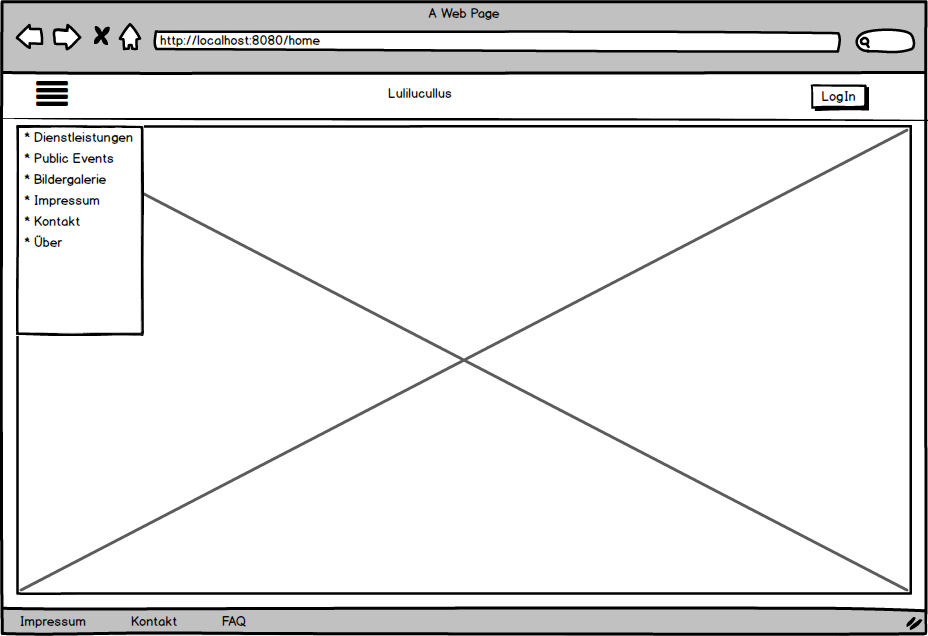 A Web Page
http://localhost:8080/home
Lulilucullus
LogIn
* Dienstleistungen
* Public Events
* Bildergalerie
* Impressum
* Kontakt
* Über
Impressum Kontakt FAQ